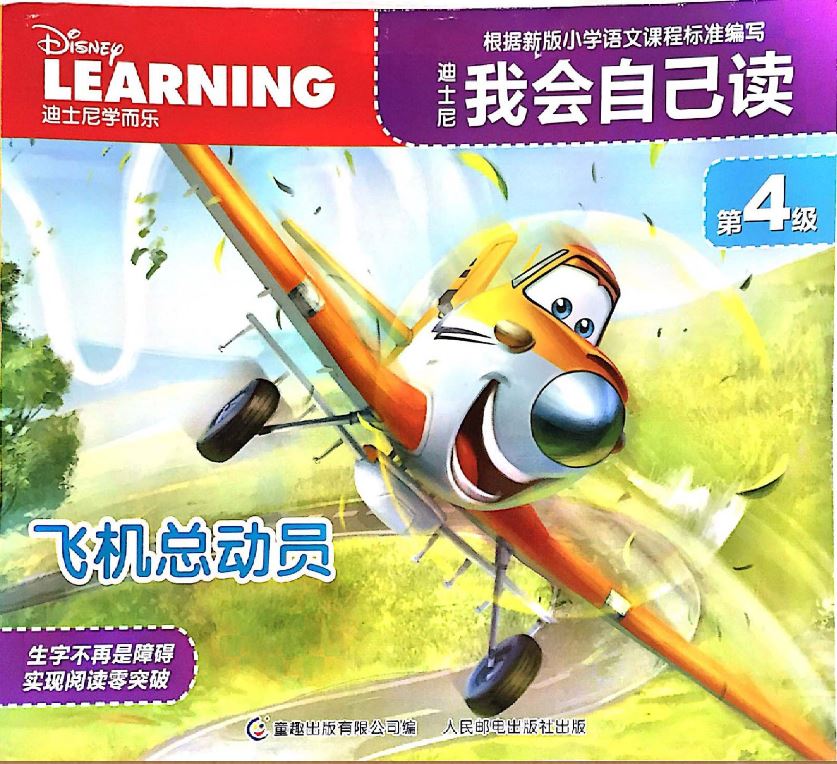 Disney
LEARNING
迪士尼学而乐
根据新版小学语文课程标准编写
迪士尼
我会自己读
第4级
飞机总动员
生字不再是障碍
实现阅读零突破
童趣出版有限公司编 人民邮电出版社出版